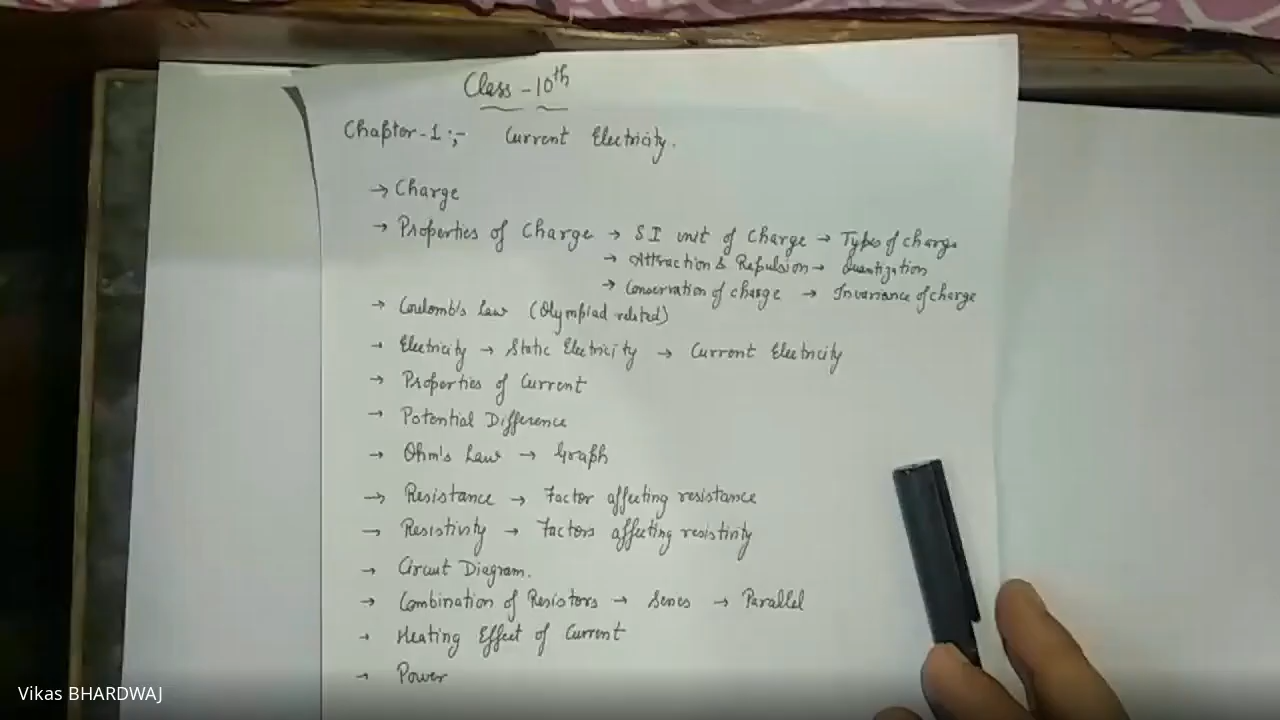 Class - 10th
Chapter-1:- Current Electricity.
→ Charge
→ Properties of Charge → SI unit of Charge → Types of charge
→ Attraction & Repulsion → Quantization
→ Conservation of charge → Invariance of charge
→ Coulomb's Law (Olympiad related)
→ Electricity → Static Electricity → Current Electricity
→ Properties of Current
→ Potential Difference
→ Ohm's Law → Graph
→ Resistance → Factor affecting resistance
→ Resistivity → Factors affecting resistivity
→ Circuit Diagram.
→ Combination of Resistors → Series → Parallel
→ Heating Effect of Current
→ Power
Vikas BHARDWAJ